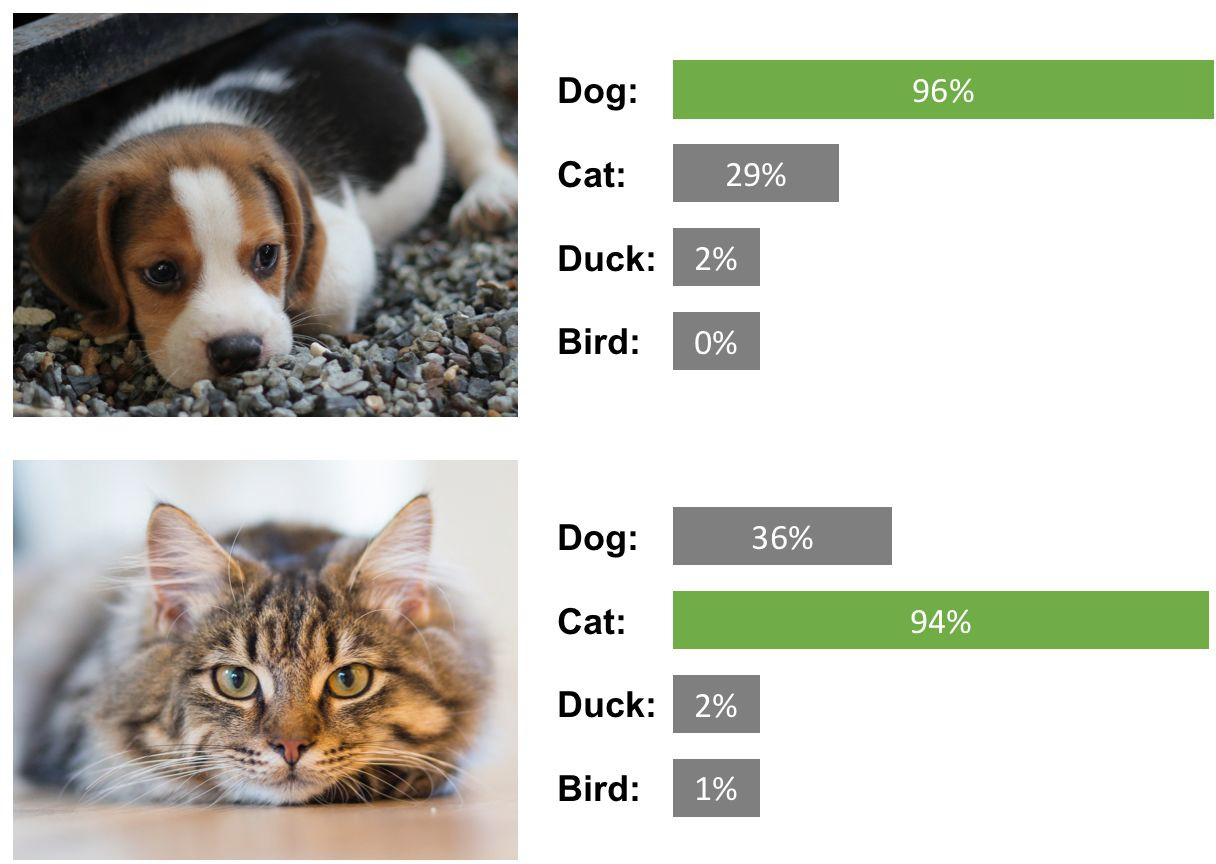 Dog: 96%
Cat: 29%
Duck: 2%
Bird: 0%
Dog: 36%
Cat: 94%
Duck: 2%
Bird: 1%